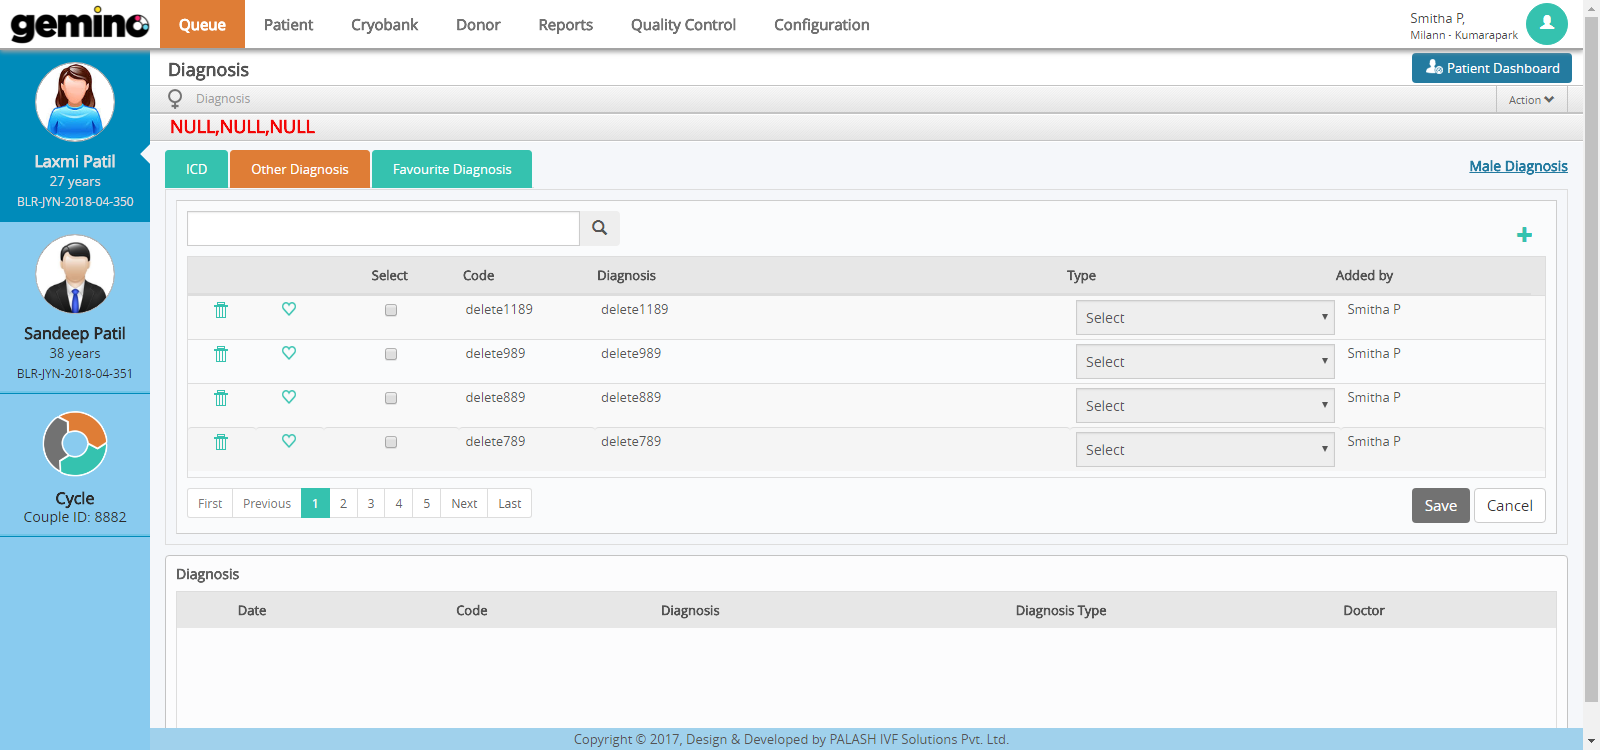 gemino
Queue Patient Cryobank Donor Reports Quality Control Configuration
Smitha P,
Milann - Kumarapark
Laxmi Patil
27 years
BLR-JYN-2018-04-350
Sandeep Patil
38 years
BLR-JYN-2018-04-351
Cycle
Couple ID: 8882
Diagnosis
Patient Dashboard
Diagnosis
Action
NULL,NULL,NULL
ICD Other Diagnosis Favourite Diagnosis
Male Diagnosis
Select Code Diagnosis Type Added by
delete1189 delete1189 Select Smitha P
delete989 delete989 Select Smitha P
delete889 delete889 Select Smitha P
delete789 delete789 Select Smitha P
First Previous 1 2 3 4 5 Next Last
Save Cancel
Diagnosis
Date Code Diagnosis Diagnosis Type Doctor
Copyright © 2017, Design & Developed by PALASH IVF Solutions Pvt. Ltd.